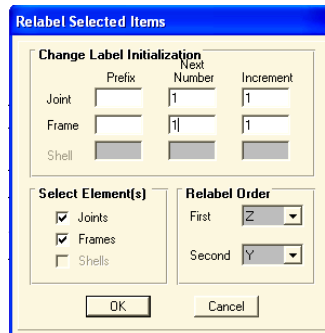 Relabel Selected Items
Change Label Initialization
Prefix Next Number Increment
Joint 1 1
Frame 1 1
Shell
Select Element(s)
Joints
Frames
Shells
Relabel Order
First Z
Second Y
OK Cancel